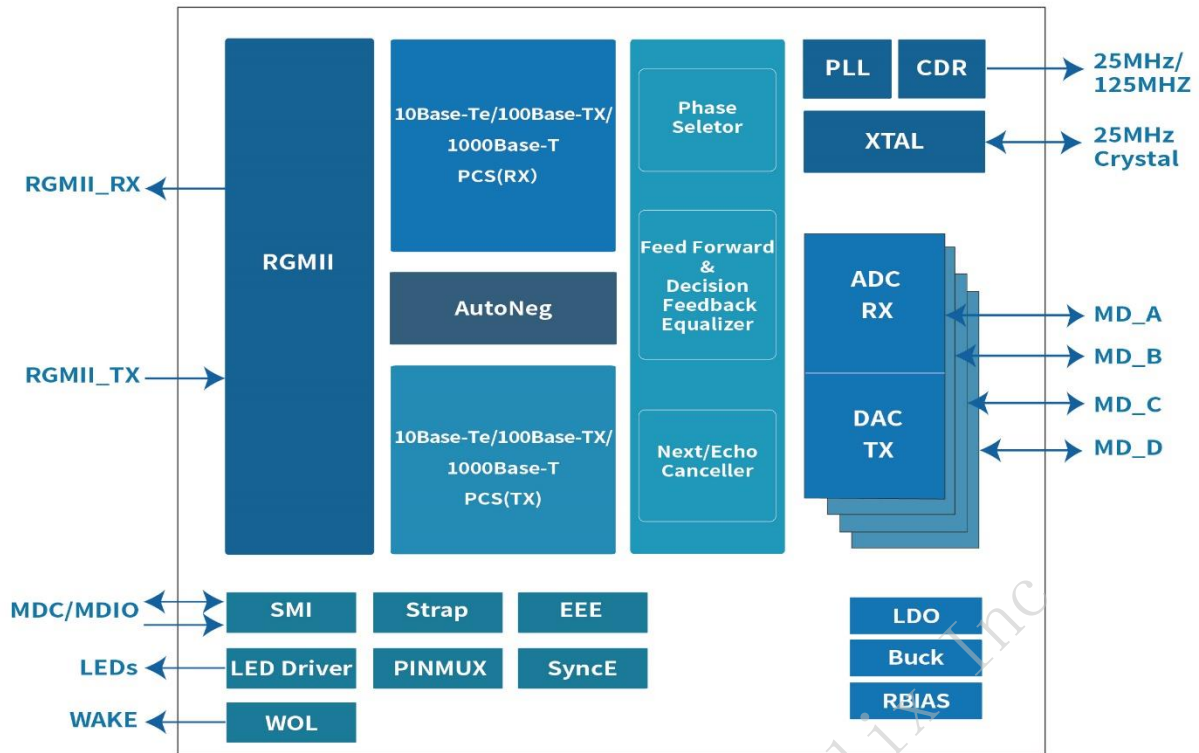 RGMII_RX
RGMII_TX
RGMII
10Base-Te/100Base-TX/
1000Base-T
PCS(RX)
AutoNeg
10Base-Te/100Base-TX/
1000Base-T
PCS(TX)
Phase
Seletor
Feed Forward
&
Decision
Feedback
Equalizer
Next/Echo
Canceller
PLL
CDR
25MHz/
125MHZ
XTAL
25MHz
Crystal
ADC
RX
DAC
TX
MD_A
MD_B
MD_C
MD_D
MDC/MDIO
SMI
Strap
EEE
LEDs
LED Driver
PINMUX
SyncE
WAKE
WOL
LDO
Buck
RBIAS
Inc